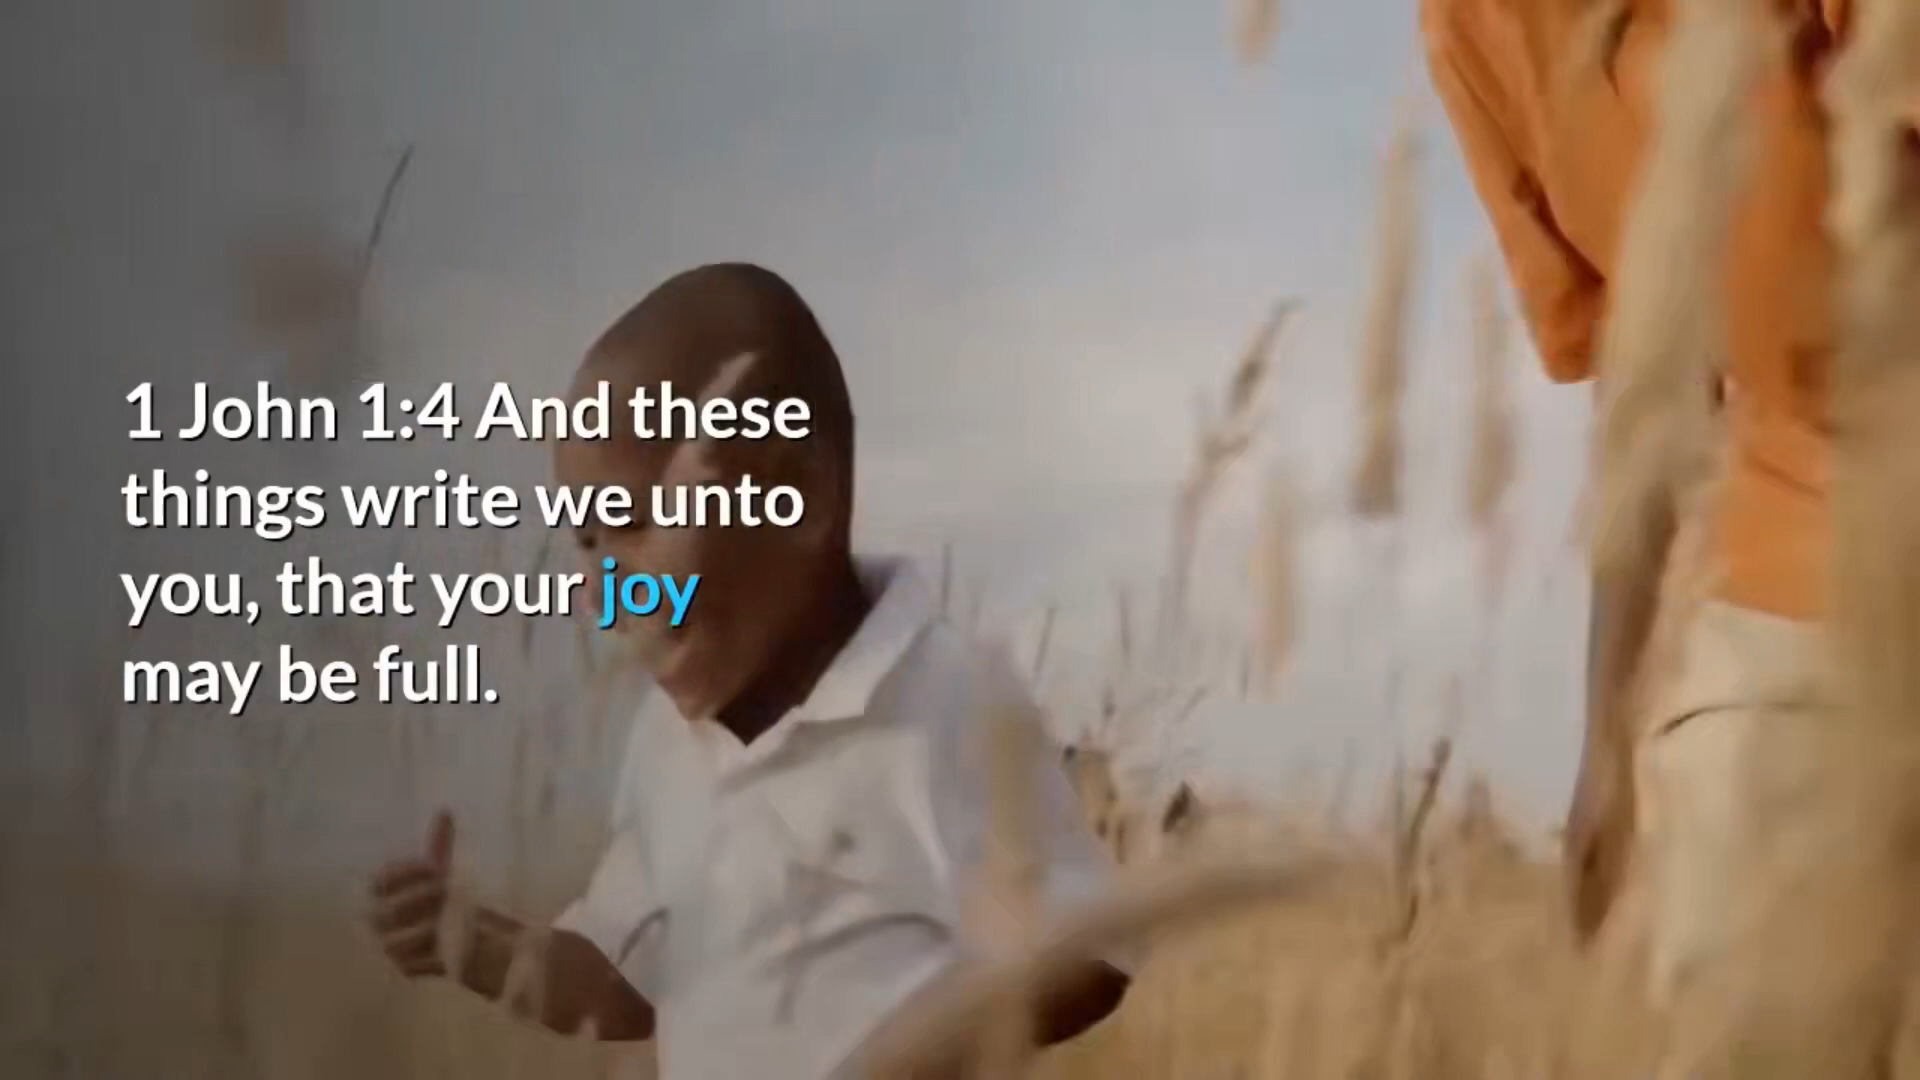 1 John 1:4 And these
things write we unto
you, that your joy
may be full.